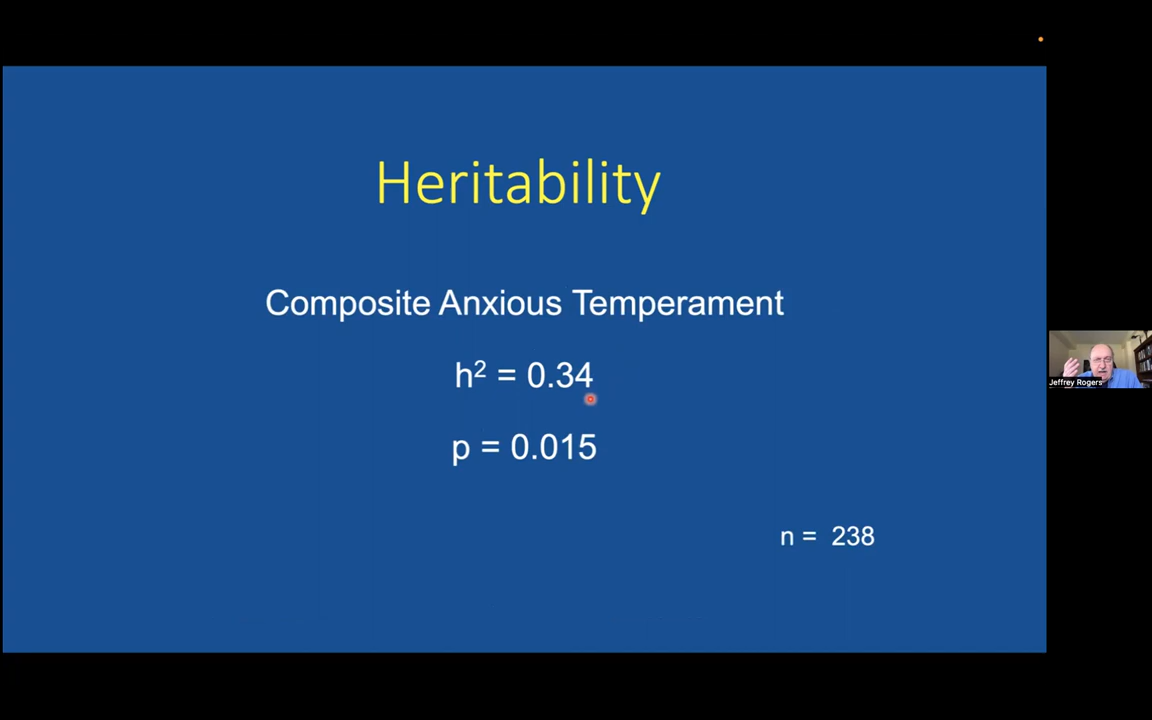 Heritability
Composite Anxious Temperament
h² = 0.34
p = 0.015
n = 238
Jeffrey Rogers